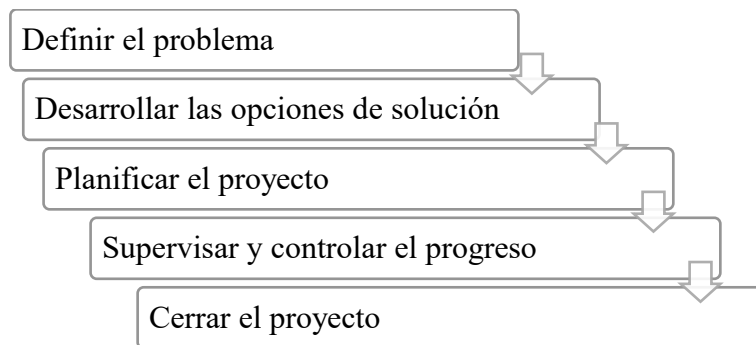 Definir el problema
Desarrollar las opciones de solución
Planificar el proyecto
Supervisar y controlar el progreso
Cerrar el proyecto